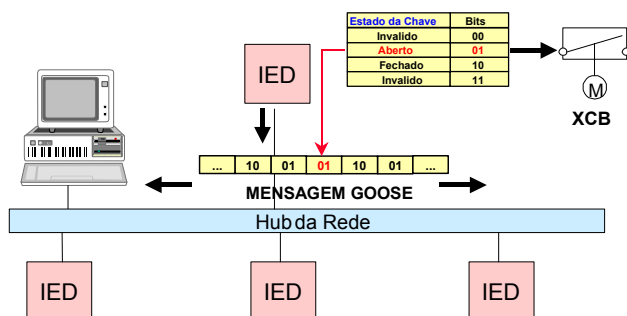 Estado da Chave Bits
Invalido 00
Aberto 01
Fechado 10
Invalido 11
IED
M
XCB
... 10 01 01 10 01 ...
MENSAGEM GOOSE
Hub da Rede
IED IED IED